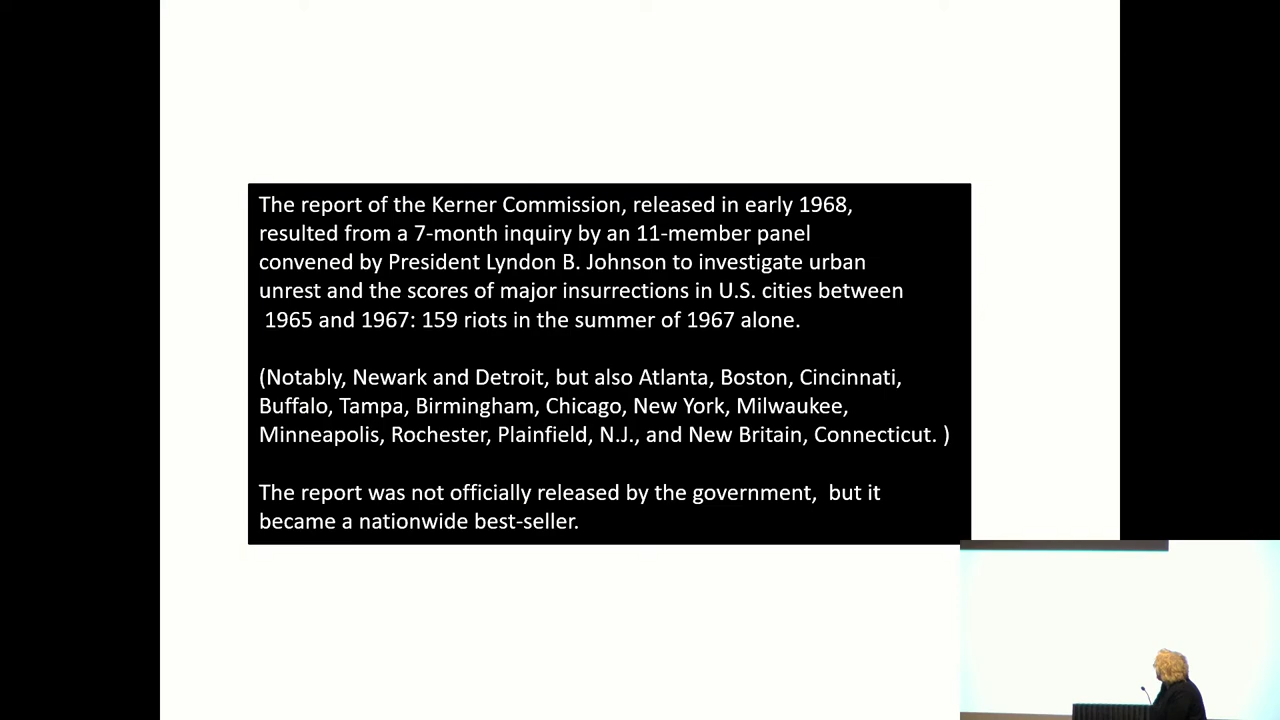 The report of the Kerner Commission, released in early 1968,
resulted from a 7-month inquiry by an 11-member panel
convened by President Lyndon B. Johnson to investigate urban
unrest and the scores of major insurrections in U.S. cities between
1965 and 1967: 159 riots in the summer of 1967 alone.
(Notably, Newark and Detroit, but also Atlanta, Boston, Cincinnati,
Buffalo, Tampa, Birmingham, Chicago, New York, Milwaukee,
Minneapolis, Rochester, Plainfield, N.J., and New Britain, Connecticut. )
The report was not officially released by the government,  but it
became a nationwide best-seller.